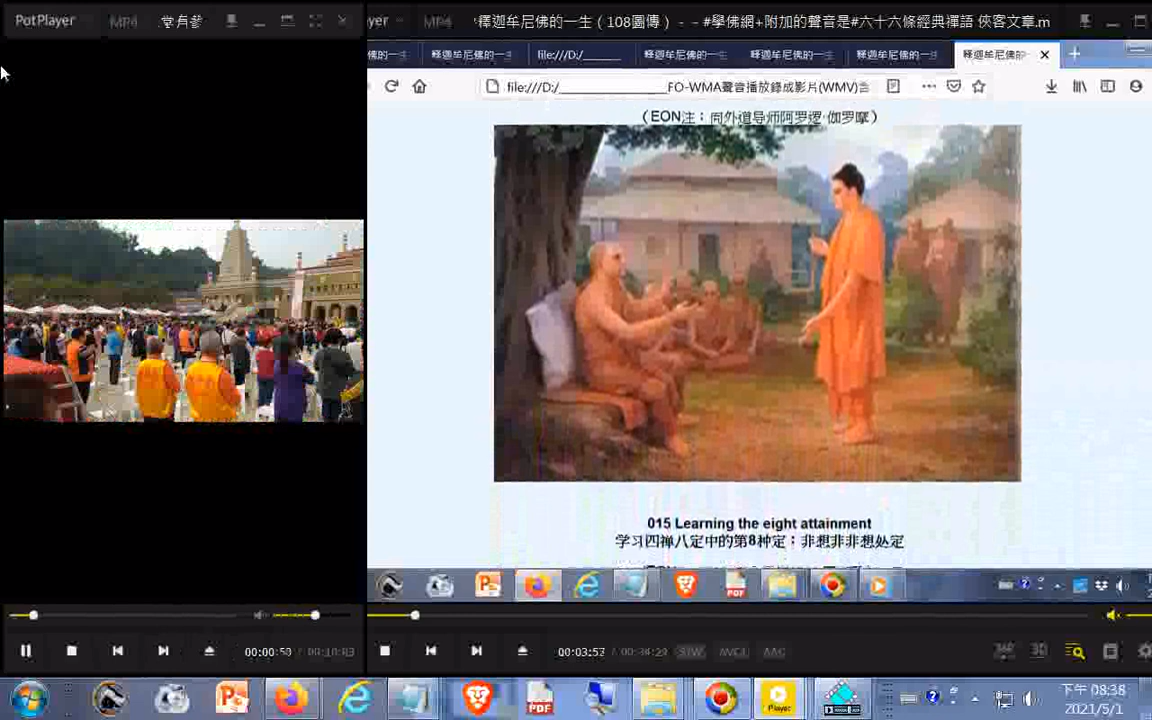 PotPlayer
MP4
MP4
釋迦牟尼佛的一生（108圖傳）- - #學佛網+附加的聲音是#六十六條經典禪語 俠客文章.m
釋迦牟尼佛的一生
file:///D:/
釋迦牟尼佛的一生
釋迦牟尼佛的一生
釋迦牟尼佛的一生
釋迦牟尼佛的一
file:///D:/__________________FO-WMA聲音播放錄成影片(WMV)含
（EON注：向外道导师阿罗逻·伽罗摩）
015 Learning the eight attainment
学习四禅八定中的第8种定：非想非非想处定
00:00:50
00:03:57
下午 08:38
2021/5/1